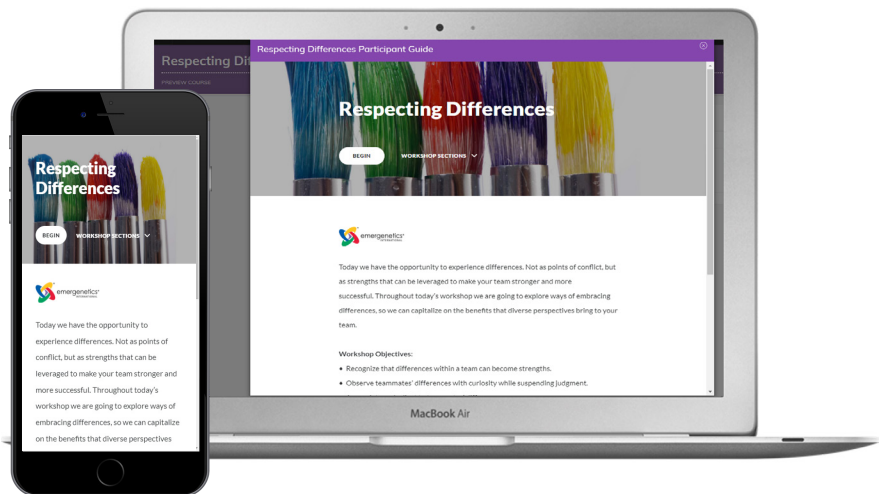 Respecting Dif
PREVIEW COURSE
Respecting Differences Participant Guide
Respecting Differences
BEGIN
WORKSHOP SECTIONS
emergenetics
INTERNATIONAL
Today we have the opportunity to experience differences. Not as points of conflict, but
as strengths that can be leveraged to make your team stronger and more
successful. Throughout today's workshop we are going to explore ways of embracing
differences, so we can capitalize on the benefits that diverse perspectives bring to your
team.
Workshop Objectives:
• Recognize that differences within a team can become strengths.
• Observe teammates' differences with curiosity while suspending judgment.
MacBook Air
Respecting
Differences
BEGIN
WORKSHOP SECTIONS
emergenetics
INTERNATIONAL
Today we have the opportunity to
experience differences. Not as points of
conflict, but as strengths that can be
leveraged to make your team stronger and
more successful. Throughout today's
workshop we are going to explore ways of
embracing differences, so we can capitalize
on the benefits that diverse perspectives